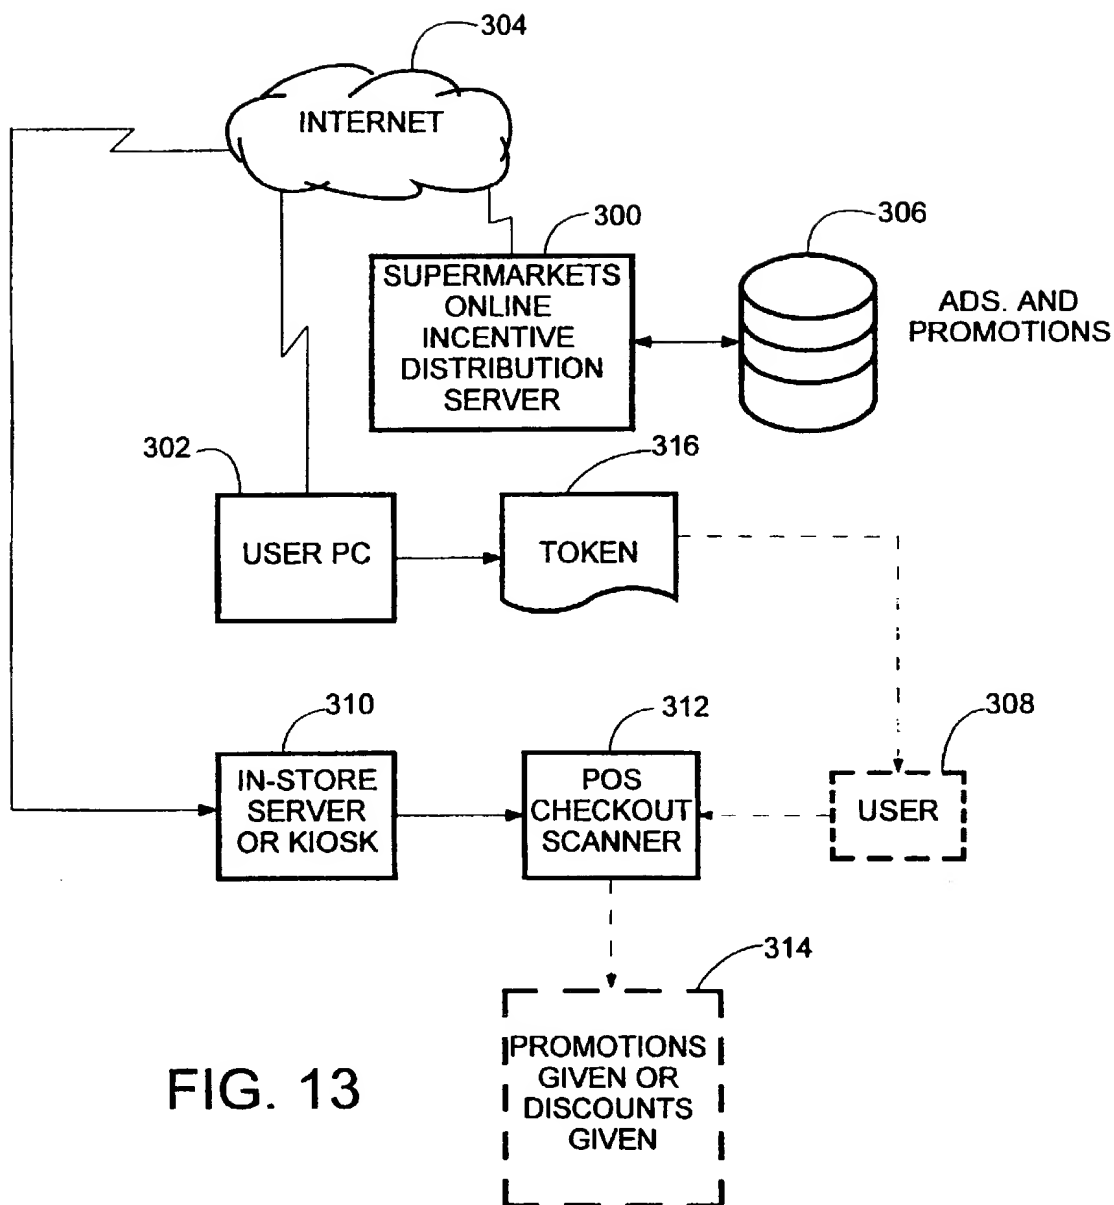 304
INTERNET
300
306
SUPERMARKETS
ONLINE
INCENTIVE
DISTRIBUTION
SERVER
ADS. AND
PROMOTIONS
302
316
USER PC
TOKEN
310
312
308
IN-STORE
SERVER
OR KIOSK
POS
CHECKOUT
SCANNER
USER
314
PROMOTIONS
GIVEN OR
DISCOUNTS
GIVEN
FIG. 13